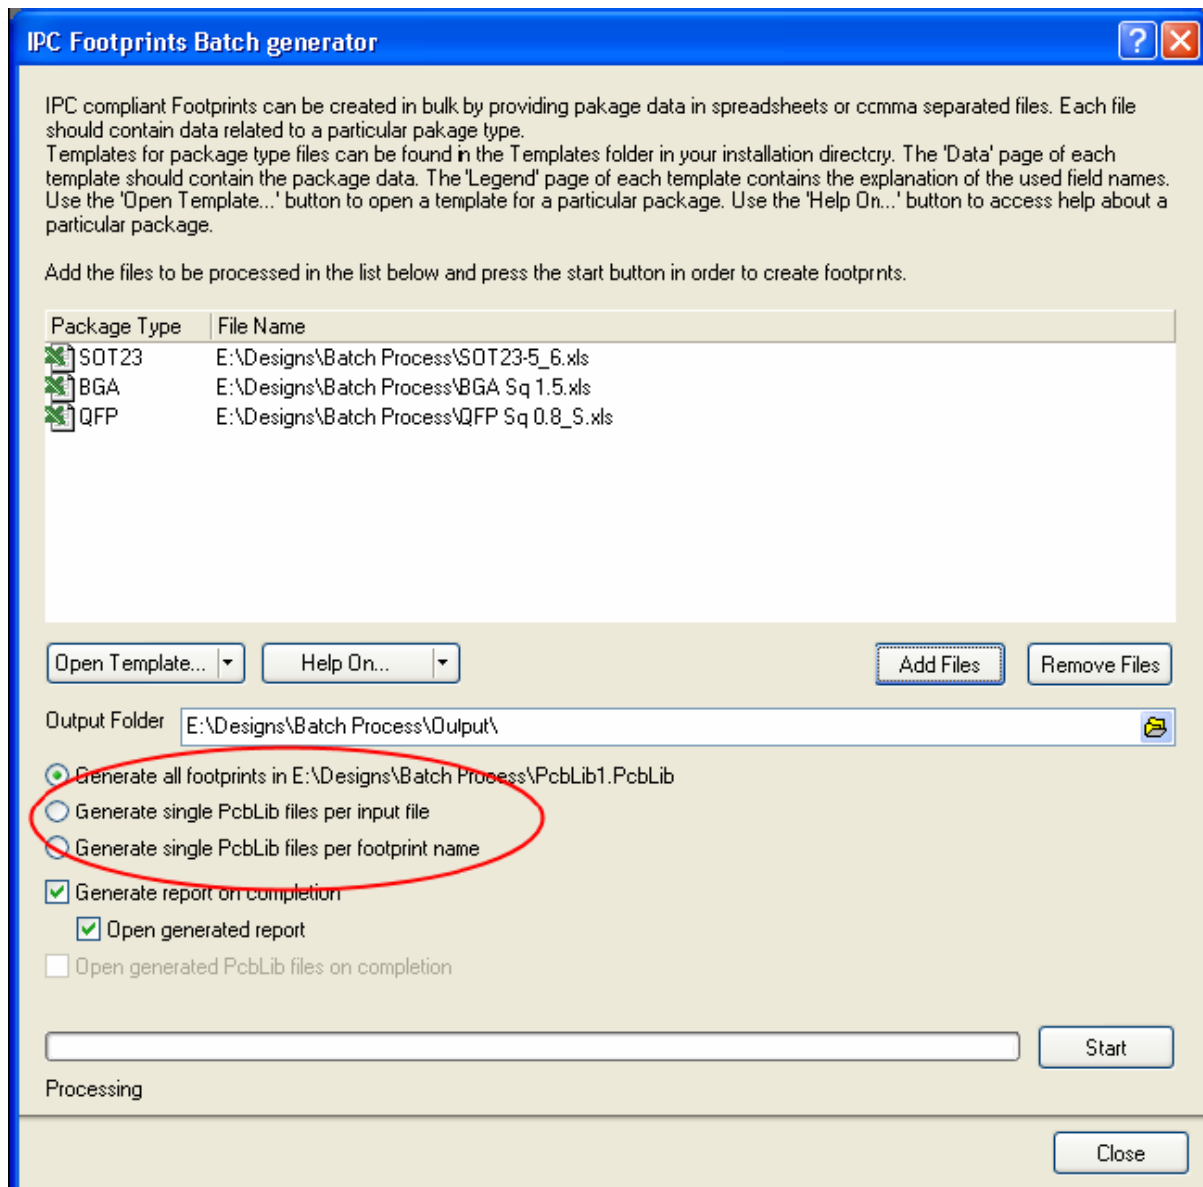 IPC Footprints Batch generator
IPC compliant Footprints can be created in bulk by providing pakage data in spreadsheets or ccmma separated files. Each file
should contain data related to a particular pakage type.
Templates for package type files can be found in the Templates folder in your installation directcry. The 'Data' page of each
template should contain the package data. The 'Legend' page of each template contains the explanation of the used field names.
Use the 'Open Template...' button to open a template for a particular package. Use the 'Help On...' button to access help about a
particular package.
Add the files to be processed in the list below and press the start button in order to create footprnts.
Package Type File Name
SOT23 E:\Designs\Batch Process\SOT23-5_6.xls
BGA E:\Designs\Batch Process\BGA Sq 1.5.xls
QFP E:\Designs\Batch Process\QFP Sq 0.8_S.xls
Open Template... Help On... Add Files Remove Files
Output Folder E:\Designs\Batch Process\Oulput\
Generate all footprints in E:\Designs\Batch Process\PcbLib1.PcbLib
Generate single PcbLib files per input file
Generate single PcbLib files per footprint name
Generate report on completion
Open generated report
Open generated PcbLib files on completion
Start
Processing
Close